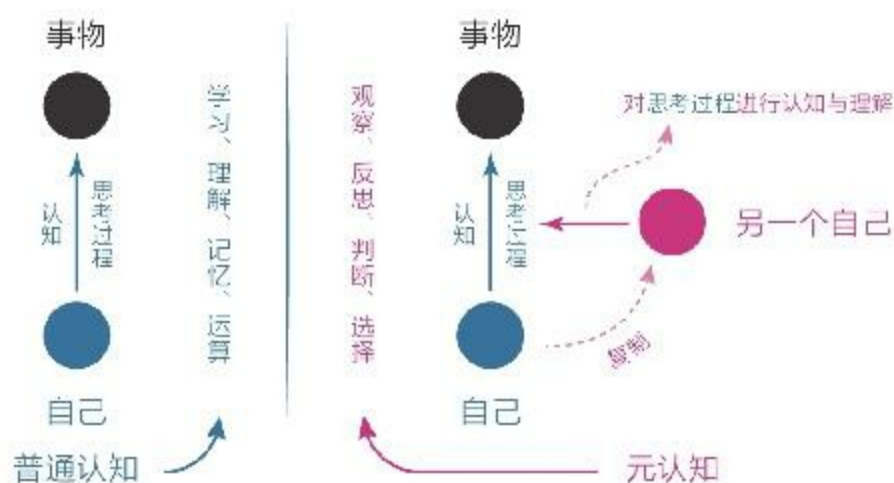 事物
认知
思考过程
自己
学习、理解、记忆、运算
普通认知
观察、反思、判断、选择
事物
认知
思考过程
自己
对思考过程进行认知与理解
另一个自己
复制
元认知